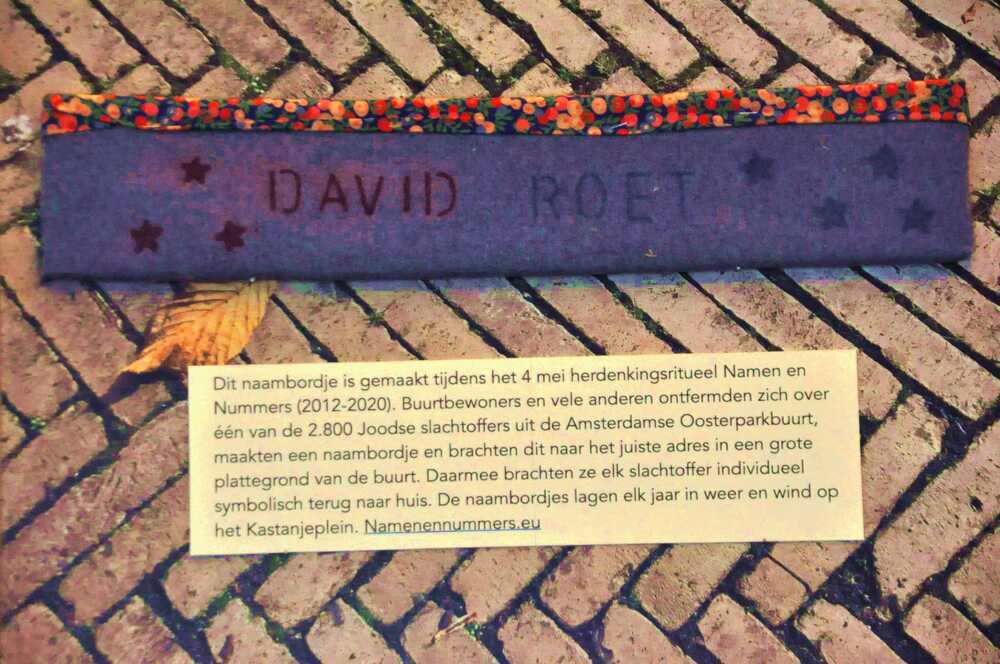 DAVID ROET
Dit naambordje is gemaakt tijdens het 4 mei herdenkingsritueel Namen en
Nummers (2012-2020). Buurtbewoners en vele anderen ontfermden zich over
één van de 2.800 Joodse slachtoffers uit de Amsterdamse Oosterparkbuurt,
maakten een naambordje en brachten dit naar het juiste adres in een grote
plattegrond van de buurt. Daarmee brachten ze elk slachtoffer individueel
symbolisch terug naar huis. De naambordjes lagen elk jaar in weer en wind op
het Kastanjeplein. Namenennummers.eu